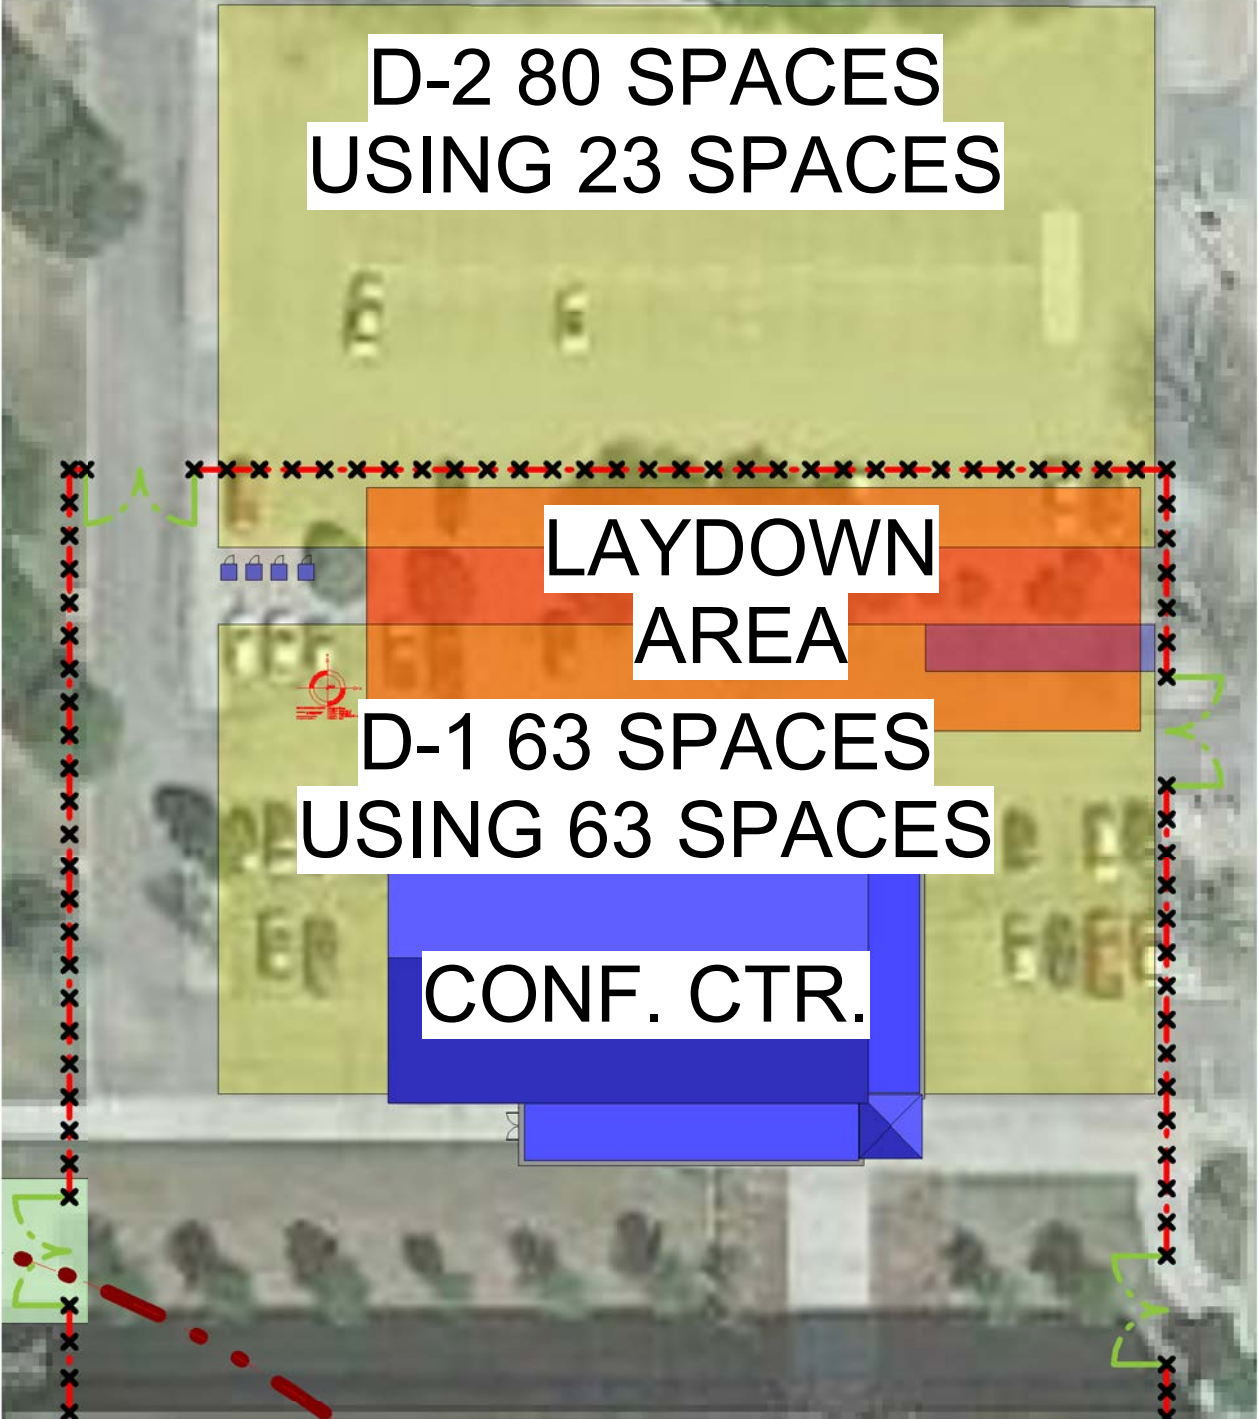 D-2 80 SPACES
USING 23 SPACES
LAYDOWN
AREA
D-1 63 SPACES
USING 63 SPACES
CONF. CTR.